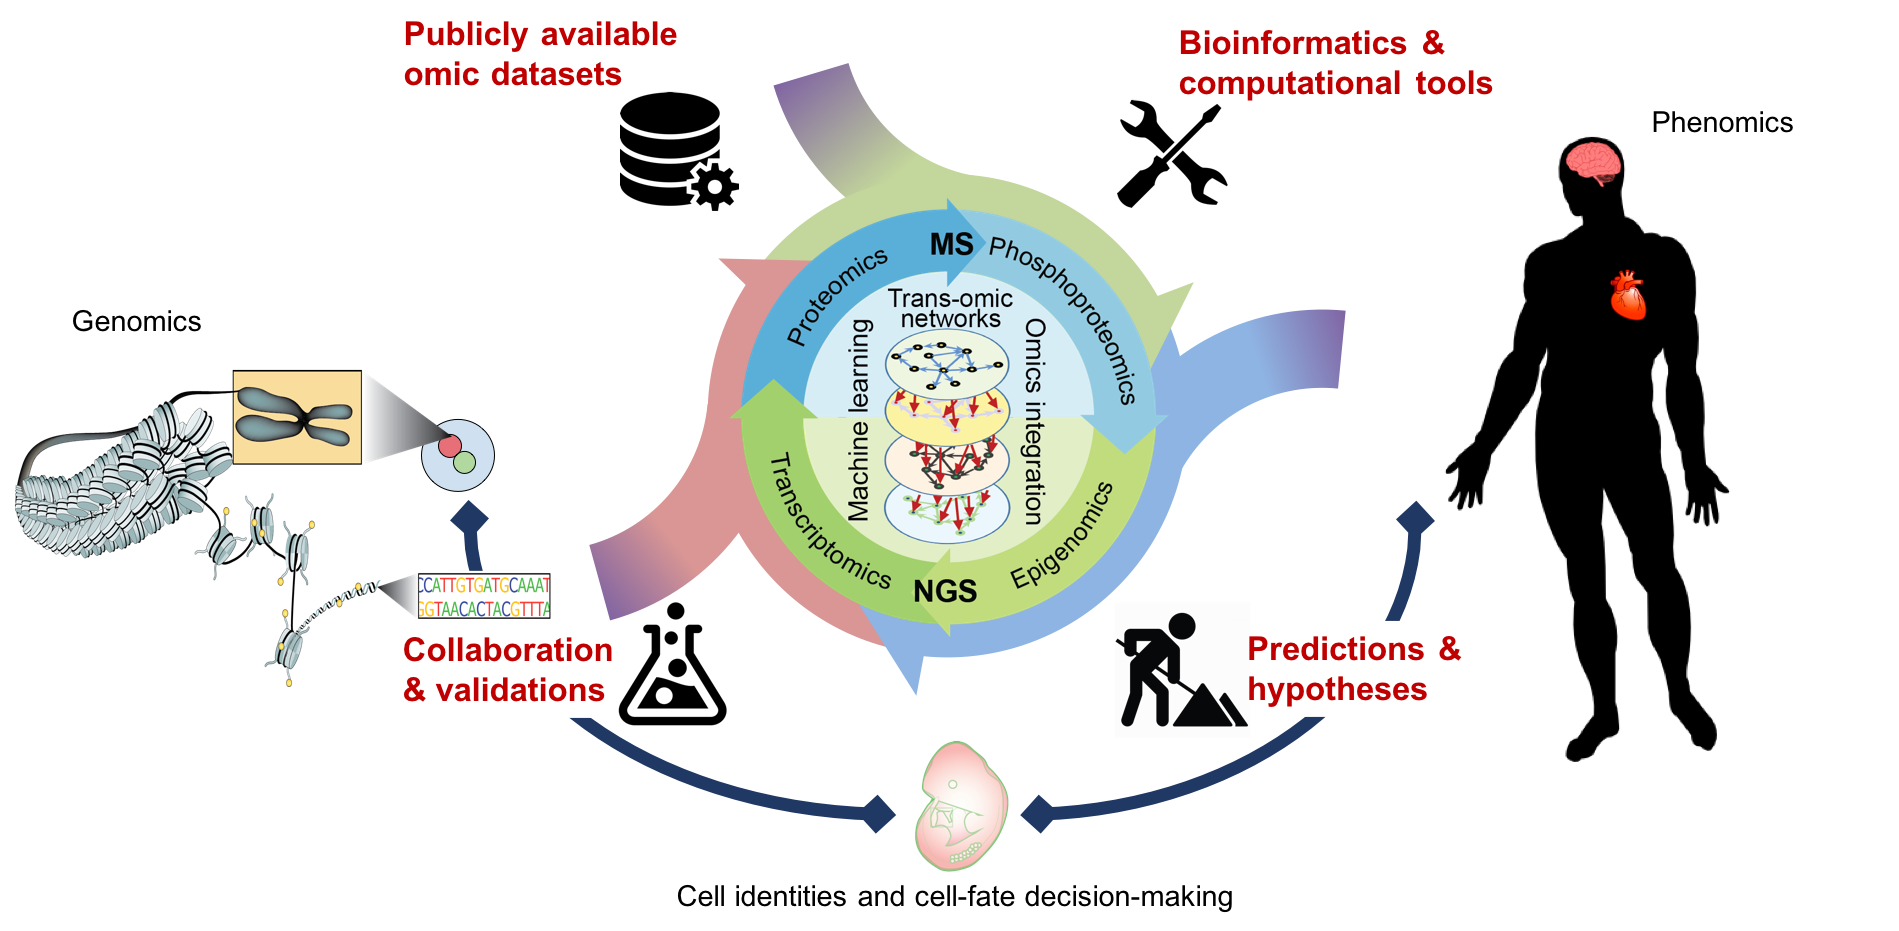 Publicly available
omic datasets
Bioinformatics &
computational tools
Phenomics
Genomics
MS
Proteomics
Phosphoproteomics
Trans-omic
networks
Machine learning
Omics integration
Transcriptomics
Epigenomics
NGS
CCATTGTGATGCAAAT
GGTAACACTACGTTTA
Collaboration
& validations
Predictions &
hypotheses
Cell identities and cell-fate decision-making